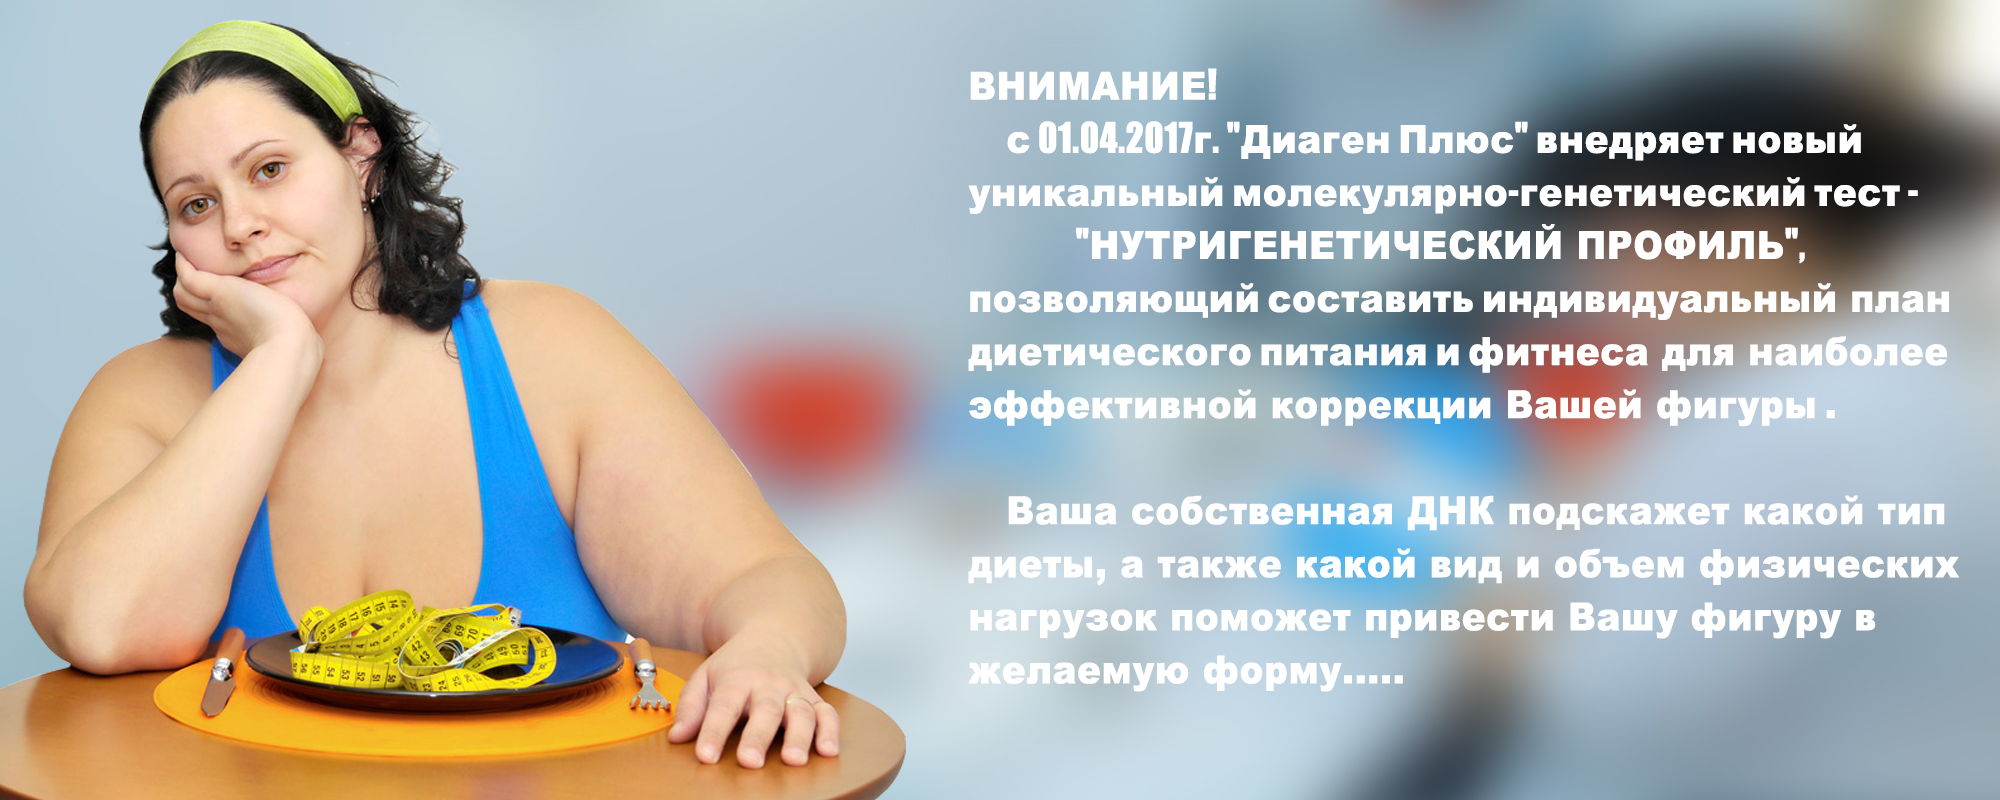 ВНИМАНИЕ!
с 01.04.2017г. "Диаген Плюс" внедряет новый
уникальный молекулярно-генетический тест -
"НУТРИГЕНЕТИЧЕСКИЙ ПРОФИЛЬ",
позволяющий составить индивидуальный план
диетического питания и фитнеса для наиболее
эффективной коррекции Вашей фигуры .
Ваша собственная ДНК подскажет какой тип
диеты, а также какой вид и объем физических
нагрузок поможет привести Вашу фигуру в
желаемую форму.....